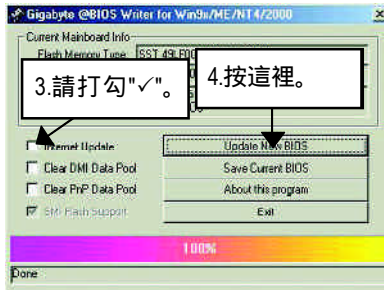 Gigabyte @BIOS Writer for Win9x/ME/NT4/2000
Current Mainboard Info
Flash Memory Type SST 49LF00
3.請打勾"✓"。
4.按這裡。
Internet Update
Update New BIOS
Clear DMI Data Pool
Save Current BIOS
Clear PnP Data Pool
About this program
SMI Flash Support
Exit
100%
Done